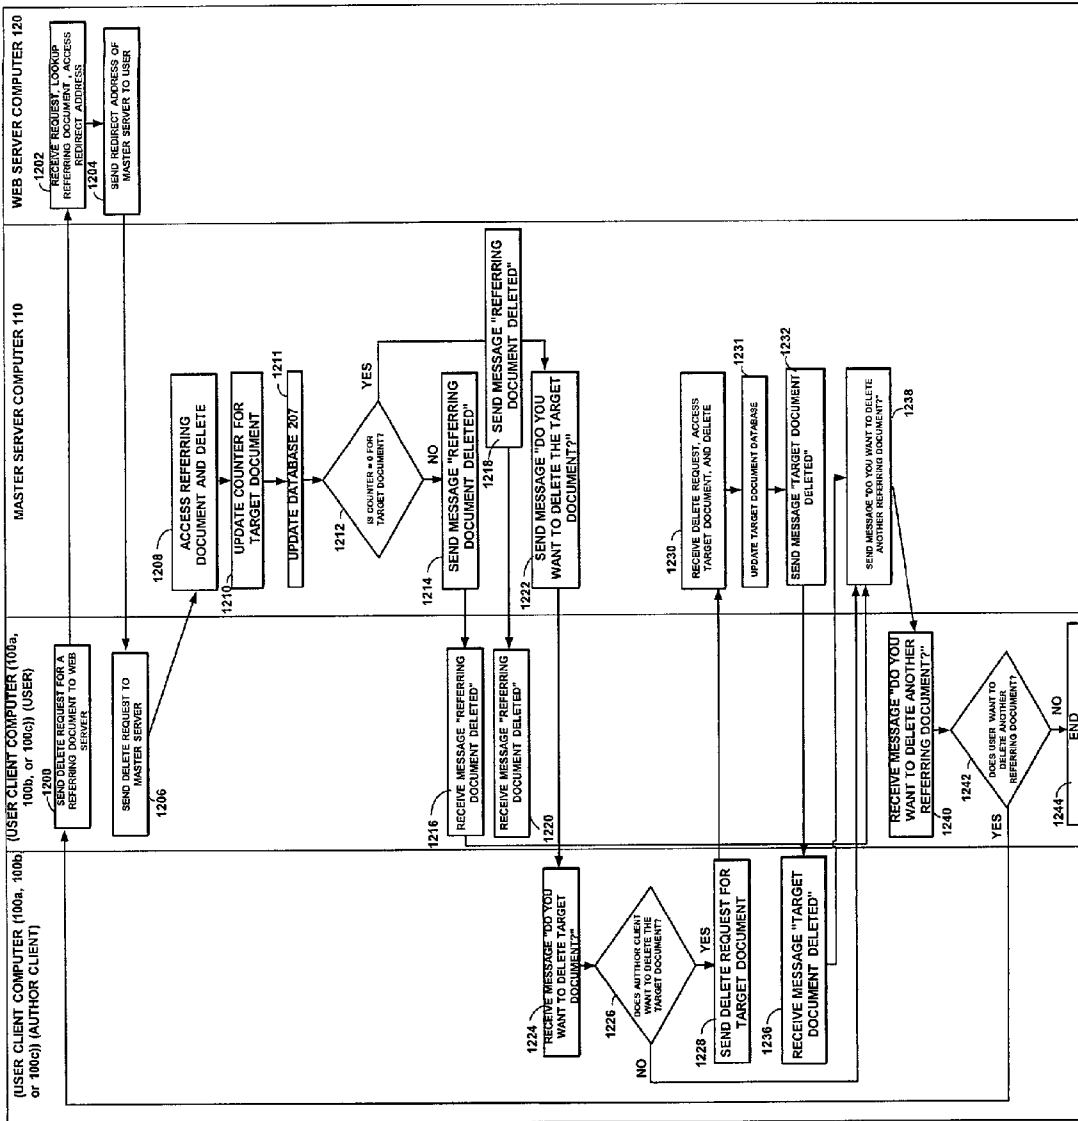 (USER CLIENT COMPUTER (100a, 100b,
or 100c)) (AUTHOR CLIENT)
(USER CLIENT COMPUTER (100a,
100b, or 100c)) (USER)
MASTER SERVER COMPUTER 110
WEB SERVER COMPUTER 120
1200
SEND DELETE REQUEST FOR A
REFERRING DOCUMENT TO WEB
SERVER
1202
RECEIVE REQUEST, LOOKUP
REFERRING DOCUMENT , ACCESS
REDIRECT ADDRESS
1204
SEND REDIRECT ADDRESS OF
MASTER SERVER TO USER
SEND DELETE REQUEST TO
MASTER SERVER
1206
1208
ACCESS REFERRING
DOCUMENT AND DELETE
1210
UPDATE COUNTER FOR
TARGET DOCUMENT
1211
UPDATE DATABASE 207
1212
IS COUNTER = 0 FOR
TARGET DOCUMENT?
YES
NO
1214
SEND MESSAGE "REFERRING
DOCUMENT DELETED"
1216
RECEIVE MESSAGE "REFERRING
DOCUMENT DELETED"
SEND MESSAGE "REFERRING
DOCUMENT DELETED"
1218
RECEIVE MESSAGE "REFERRING
DOCUMENT DELETED"
1220
1222
SEND MESSAGE "DO YOU
WANT TO DELETE THE TARGET
DOCUMENT?"
1224
RECEIVE MESSAGE "DO YOU
WANT TO DELETE TARGET
DOCUMENT?"
1226
DOES AUTHOR CLIENT
WANT TO DELETE THE
TARGET DOCUMENT?
YES
NO
1228
SEND DELETE REQUEST FOR
TARGET DOCUMENT
1230
RECEIVE DELETE REQUEST, ACCESS
TARGET DOCUMENT, AND DELETE
1231
UPDATE TARGET DOCUMENT DATABASE
1232
SEND MESSAGE "TARGET DOCUMENT
DELETED"
1236
RECEIVE MESSAGE "TARGET
DOCUMENT DELETED"
SEND MESSAGE "DO YOU WANT TO DELETE
ANOTHER REFERRING DOCUMENT?"
1238
RECEIVE MESSAGE "DO YOU
WANT TO DELETE ANOTHER
REFERRING DOCUMENT?"
1240
1242
DOES USER WANT TO
DELETE ANOTHER
REFERRING DOCUMENT?
YES
NO
1244
END